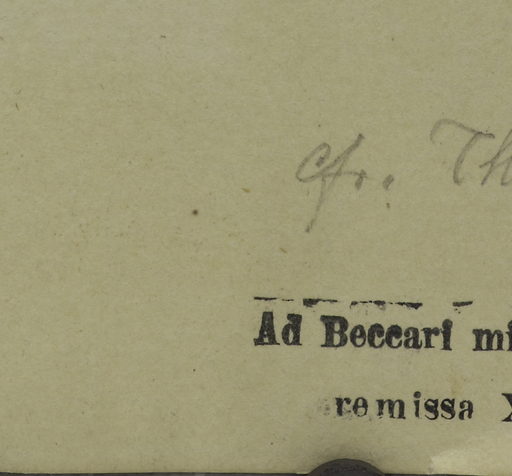 cfr. Th
Ad Beccari mi
remissa X